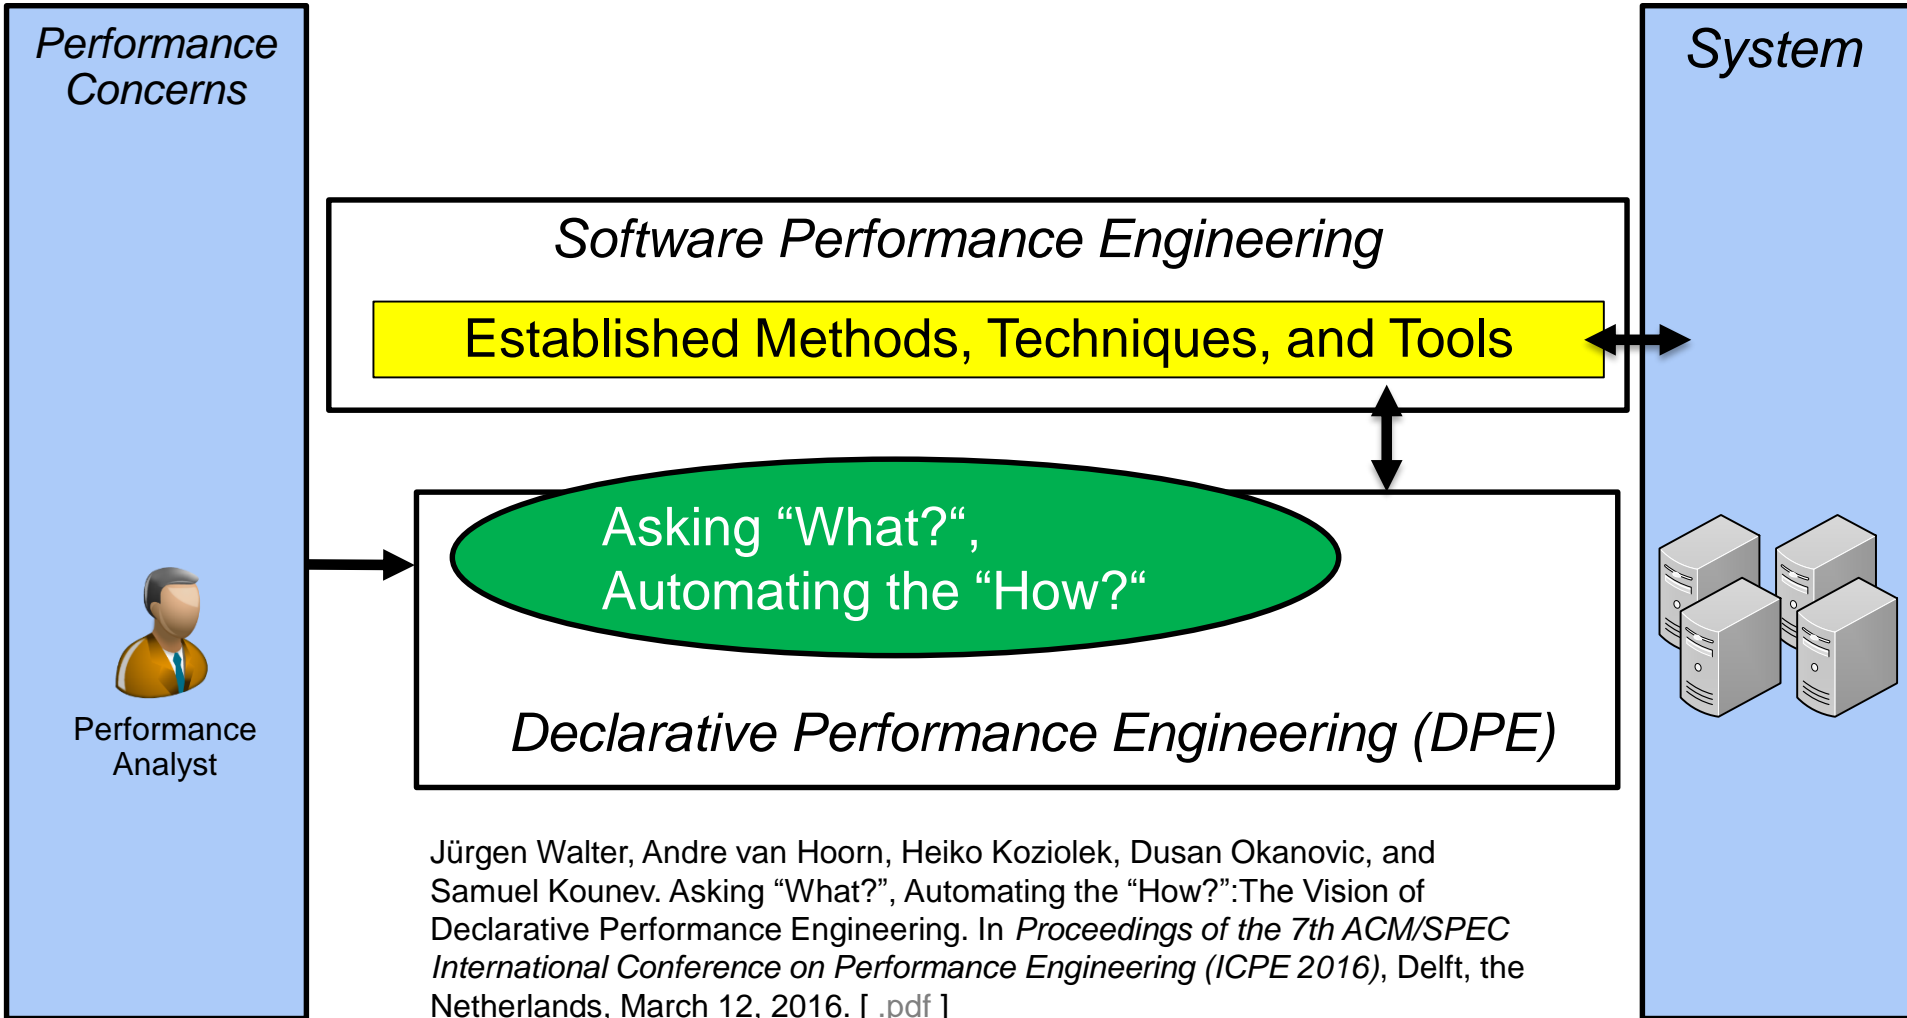 Performance
Concerns
System
Software Performance Engineering
Established Methods, Techniques, and Tools
Asking “What?“,
Automating the “How?“
Performance
Analyst
Declarative Performance Engineering (DPE)
Jürgen Walter, Andre van Hoorn, Heiko Koziolek, Dusan Okanovic, and
Samuel Kounev. Asking “What?”, Automating the “How?”:The Vision of
Declarative Performance Engineering. In Proceedings of the 7th ACM/SPEC
International Conference on Performance Engineering (ICPE 2016), Delft, the
Netherlands, March 12, 2016. [ .pdf ]